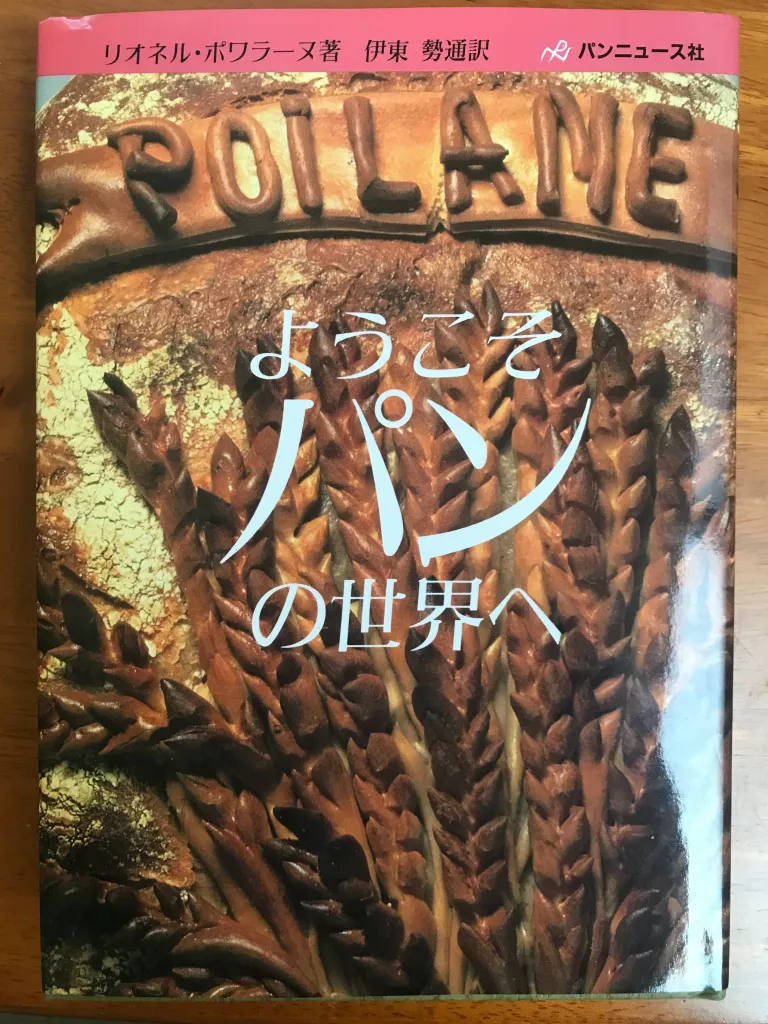 リオネル・ポワラーヌ著 伊東 勢通訳 パンニュース社
POiLANE
ようこそ
パン
の世界へ